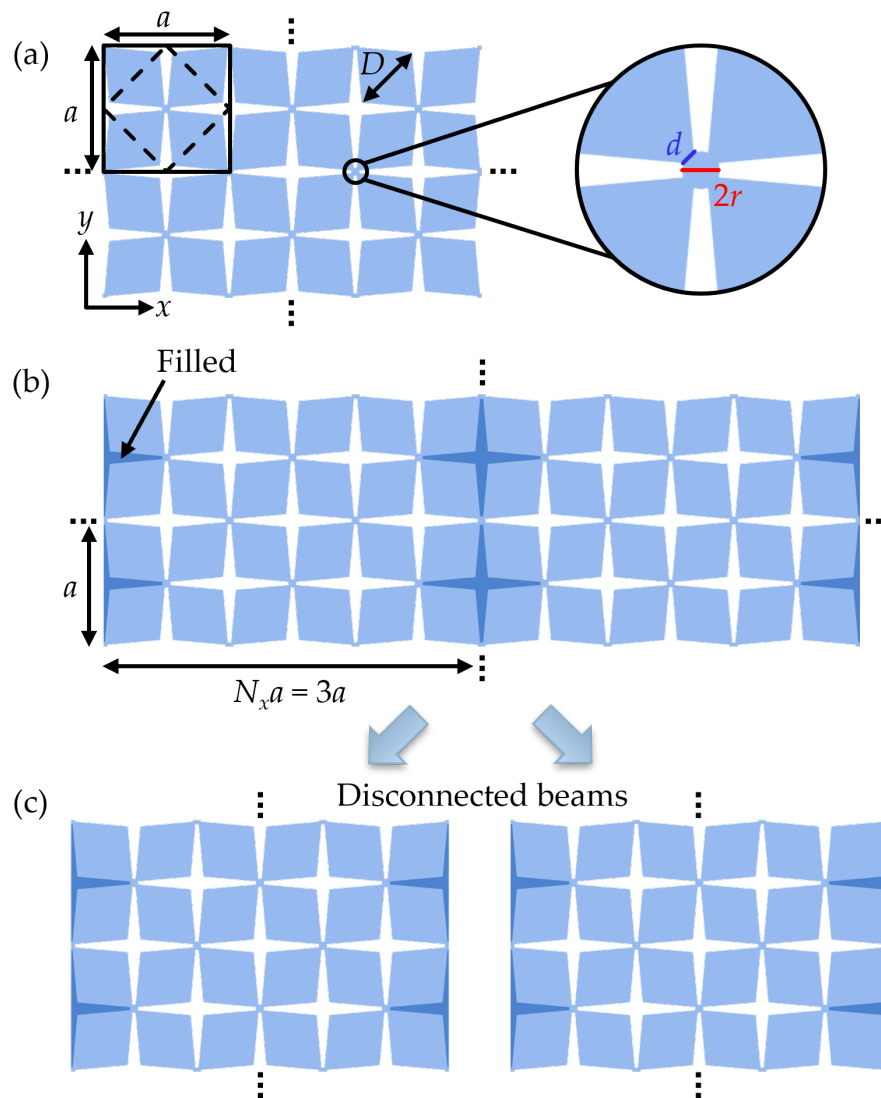 (a)
a
a
D
d
2r
y
x
(b)
Filled
a
Nₓa = 3a
(c)
Disconnected beams